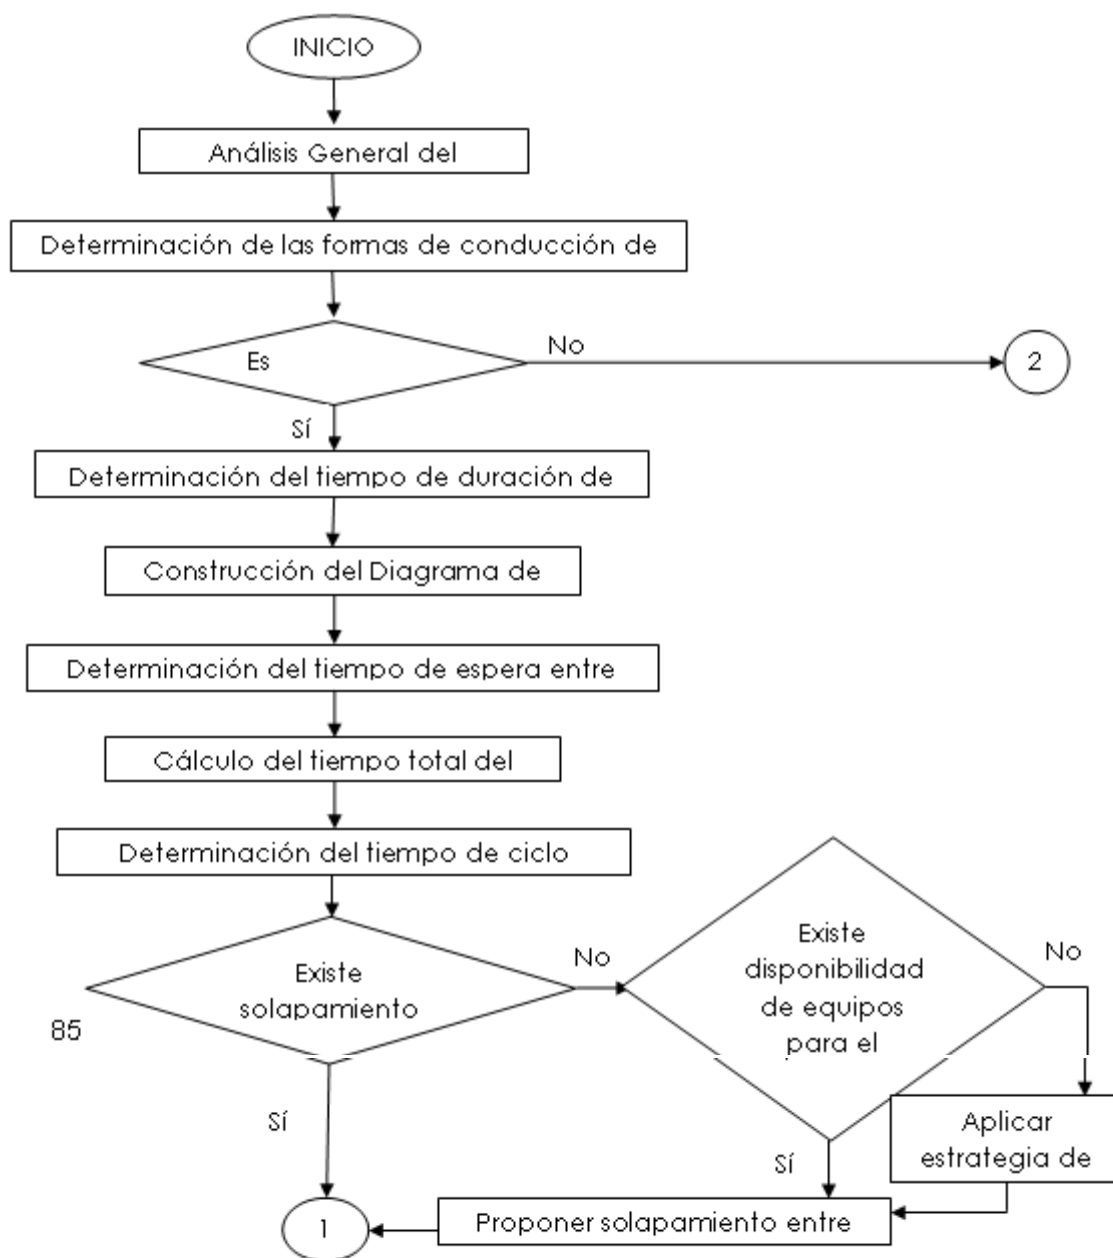 INICIO
Análisis General del
Determinación de las formas de conducción de
Es
No
2
Sí
Determinación del tiempo de duración de
Construcción del Diagrama de
Determinación del tiempo de espera entre
Cálculo del tiempo total del
Determinación del tiempo de ciclo
Existe
solapamiento
No
Existe
disponibilidad
de equipos
para el
No
85
Sí
Aplicar
estrategia de
Sí
Proponer solapamiento entre
1